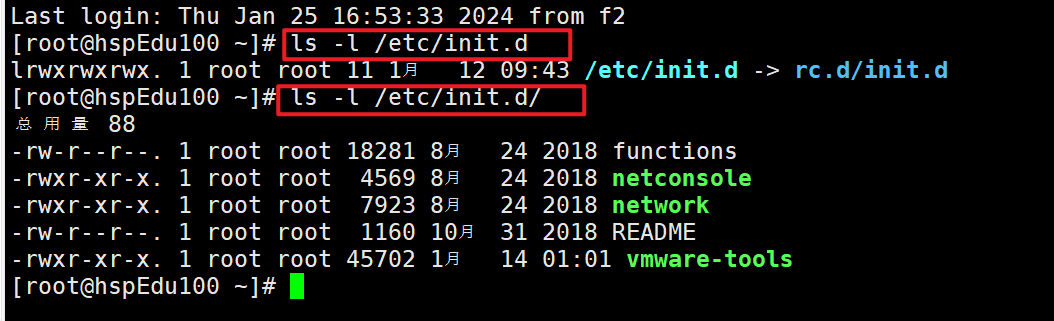 Last login: Thu Jan 25 16:53:33 2024 from f2
[root@hspEdu100 ~]# ls -l /etc/init.d
lrwxrwxrwx. 1 root root 11 1月  12 09:43 /etc/init.d -> rc.d/init.d
[root@hspEdu100 ~]# ls -l /etc/init.d/
总用量 88
-rw-r--r--. 1 root root 18281 8月  24 2018 functions
-rwxr-xr-x. 1 root root  4569 8月  24 2018 netconsole
-rwxr-xr-x. 1 root root  7923 8月  24 2018 network
-rw-r--r--. 1 root root  1160 10月  31 2018 README
-rwxr-xr-x. 1 root root 45702 1月  14 01:01 vmware-tools
[root@hspEdu100 ~]#